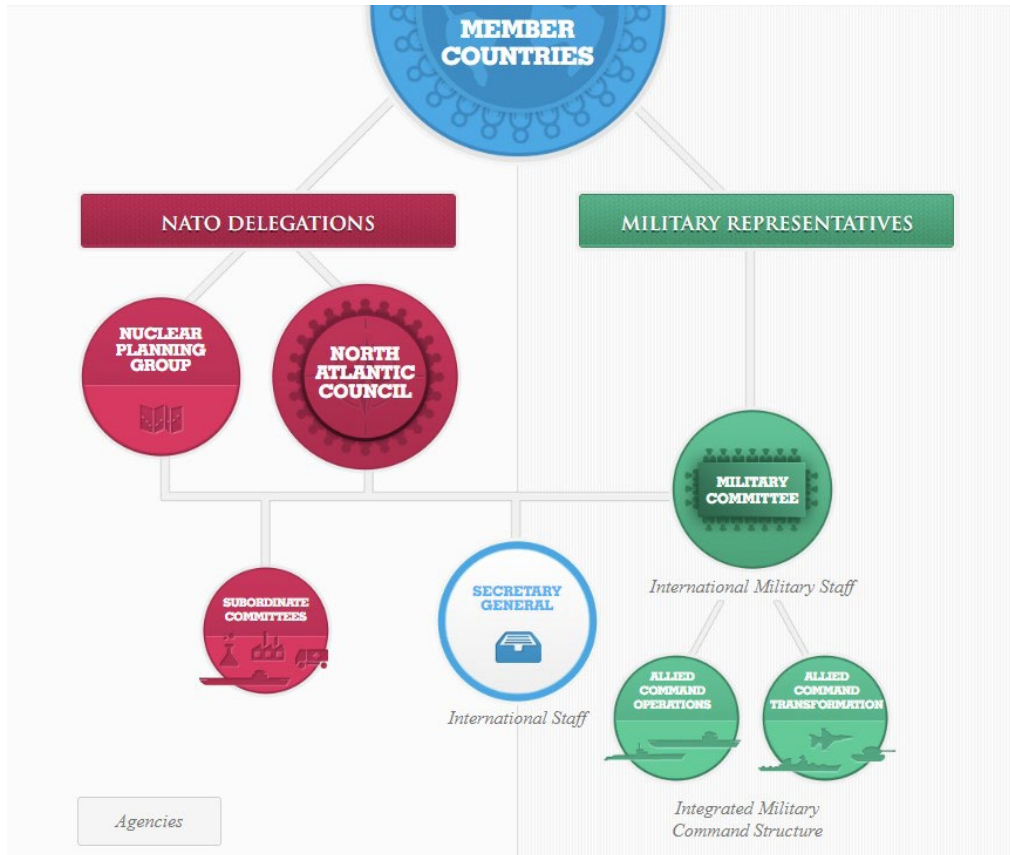 MEMBER
COUNTRIES
NATO DELEGATIONS
MILITARY REPRESENTATIVES
NUCLEAR
PLANNING
GROUP
NORTH
ATLANTIC
COUNCIL
MILITARY
COMMITTEE
International Military Staff
SUBORDINATE
COMMITTEES
SECRETARY
GENERAL
International Staff
ALLIED
COMMAND
OPERATIONS
ALLIED
COMMAND
TRANSFORMATION
Integrated Military
Command Structure
Agencies